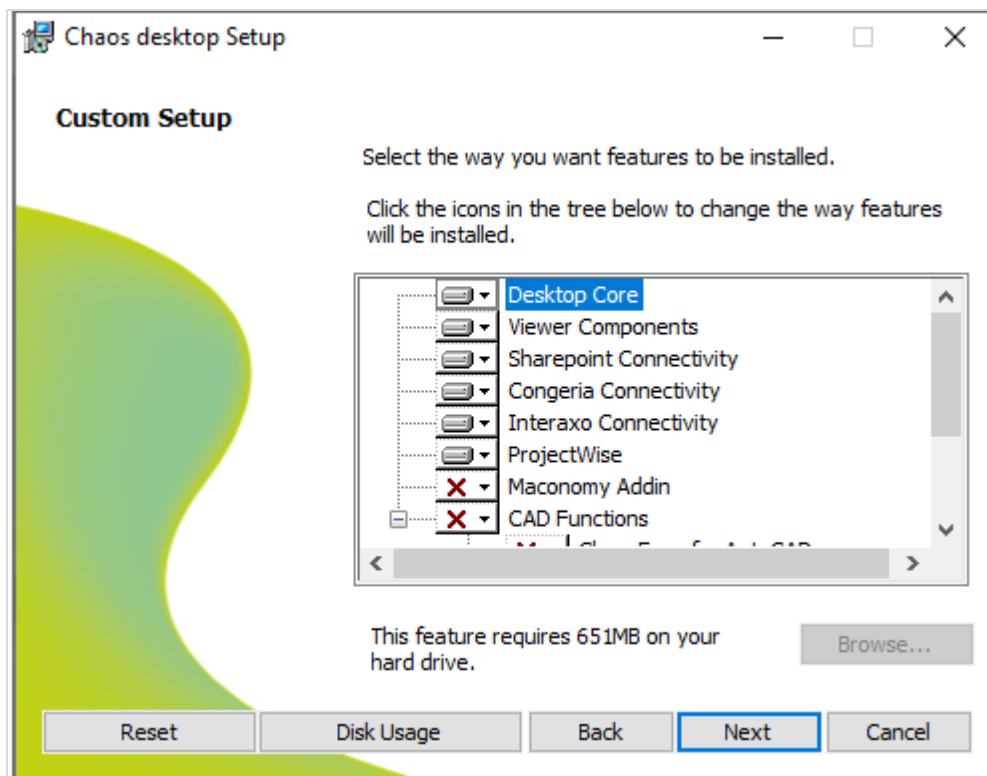 Chaos desktop Setup
Custom Setup
Select the way you want features to be installed.
Click the icons in the tree below to change the way features
will be installed.
Desktop Core
Viewer Components
Sharepoint Connectivity
Congeria Connectivity
Interaxo Connectivity
ProjectWise
Maconomy Addin
CAD Functions
This feature requires 651MB on your
hard drive.
Browse...
Reset
Disk Usage
Back
Next
Cancel